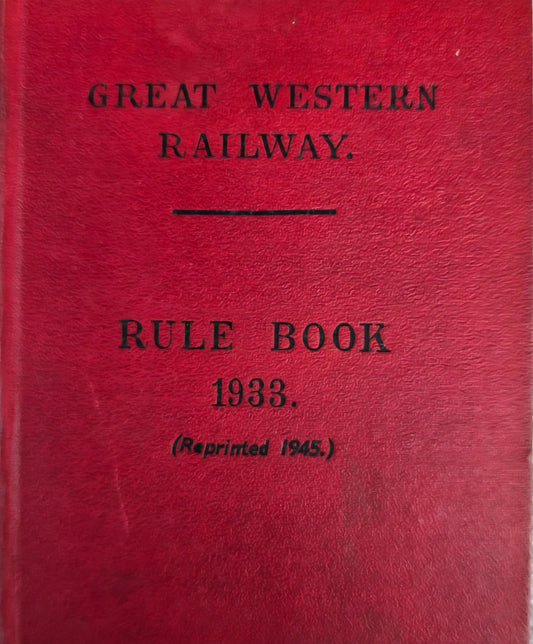 GREAT WESTERN
RAILWAY.
RULE BOOK
1933.
(Reprinted 1945.)